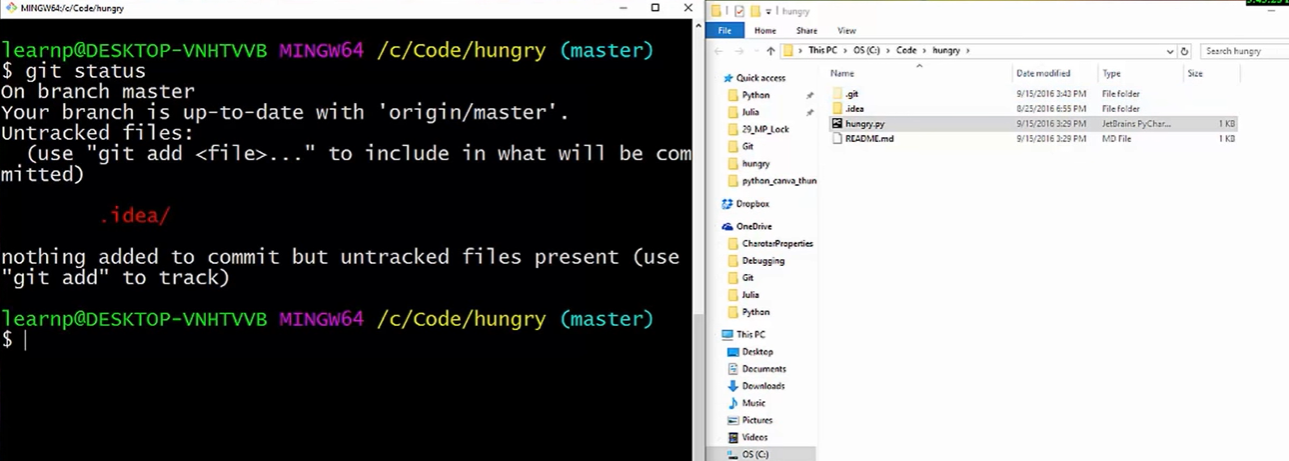 MINGW64:/c/Code/hungry
learnp@DESKTOP-VNHTVVB MINGW64 /c/Code/hungry (master)
$ git status
On branch master
Your branch is up-to-date with 'origin/master'.
Untracked files:
(use "git add <file>..." to include in what will be com
mitted)
.idea/
nothing added to commit but untracked files present (use
"git add" to track)
learnp@DESKTOP-VNHTVVB MINGW64 /c/Code/hungry (master)
$
hungry
File Home Share View
This PC > OS (C:) > Code > hungry >
Search hungry
Quick access
Python
Julia
29_MP_Lock
Git
hungry
python_canva_thun
Dropbox
OneDrive
CharotarProperties
Debugging
Git
Julia
Python
This PC
Desktop
Documents
Downloads
Music
Pictures
Videos
OS (C:)
Name Date modified Type Size
.git 9/15/2016 3:43 PM File folder
.idea 8/25/2016 6:55 PM File folder
hungry.py 9/15/2016 3:29 PM JetBrains PyChar... 1 KB
README.md 9/15/2016 3:29 PM MD File 1 KB